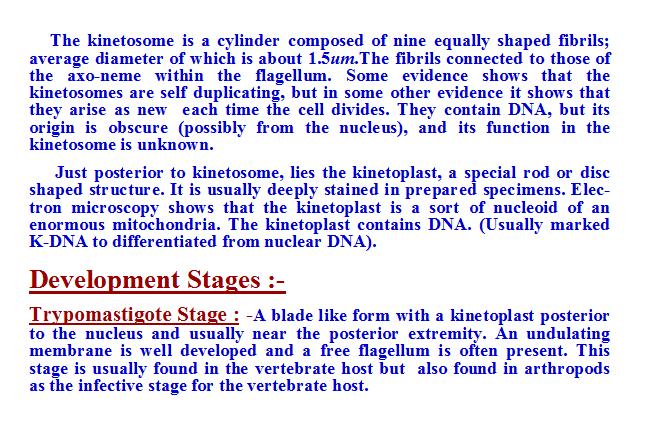 The kinetosome is a cylinder composed of nine equally shaped fibrils;
average diameter of which is about 1.5um.The fibrils connected to those of
the axo-neme within the flagellum. Some evidence shows that the
kinetosomes are self duplicating, but in some other evidence it shows that
they arise as new each time the cell divides. They contain DNA, but its
origin is obscure (possibly from the nucleus), and its function in the
kinetosome is unknown.
Just posterior to kinetosome, lies the kinetoplast, a special rod or disc
shaped structure. It is usually deeply stained in prepared specimens. Elec-
tron microscopy shows that the kinetoplast is a sort of nucleoid of an
enormous mitochondria. The kinetoplast contains DNA. (Usually marked
K-DNA to differentiated from nuclear DNA).
Development Stages :-
Trypomastigote Stage : -A blade like form with a kinetoplast posterior
to the nucleus and usually near the posterior extremity. An undulating
membrane is well developed and a free flagellum is often present. This
stage is usually found in the vertebrate host but also found in arthropods
as the infective stage for the vertebrate host.